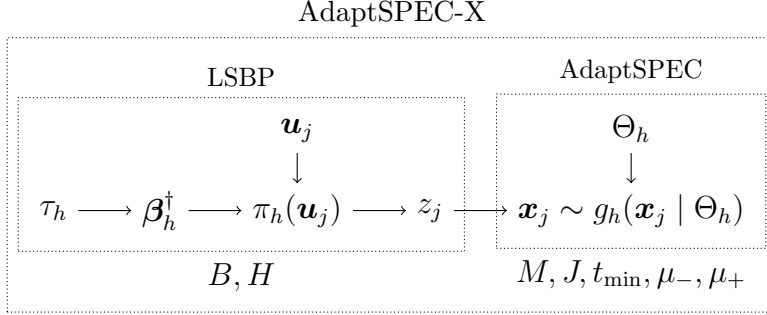 AdaptSPEC-X
LSBP
AdaptSPEC
𝒖_j
Θ_h
τ_h → 𝜷_h^† → π_h(𝒖_j) → z_j → 𝒙_j ∼ g_h(𝒙_j | Θ_h)
B, H
M, J, t_min, μ_−, μ_+